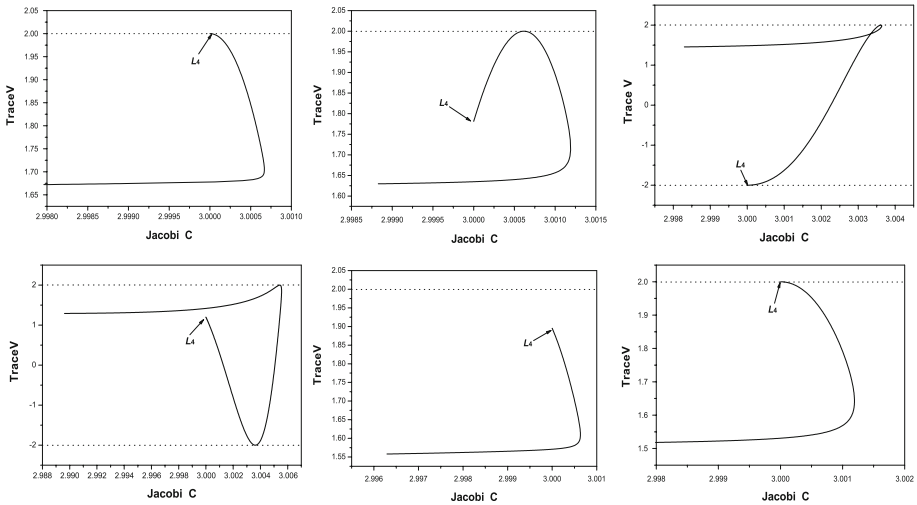 2.05
2.00
1.95
1.90
1.85
1.80
1.75
1.70
1.65
TraceV
L4
2.9980 2.9985 2.9990 2.9995 3.0000 3.0005 3.0010
Jacobi C
2.05
2.00
1.95
1.90
1.85
1.80
1.75
1.70
1.65
1.60
TraceV
L4
2.9985 2.9990 2.9995 3.0000 3.0005 3.0010 3.0015
Jacobi C
2
1
0
-1
-2
Trace V
L4
2.998 2.999 3.000 3.001 3.002 3.003 3.004
Jacobi C
2
1
0
-1
-2
TraceV
L4
2.988 2.990 2.992 2.994 2.996 2.998 3.000 3.002 3.004 3.006
Jacobi C
2.05
2.00
1.95
1.90
1.85
1.80
1.75
1.70
1.65
1.60
1.55
TraceV
L4
2.996 2.997 2.998 2.999 3.000 3.001
Jacobi C
2.0
1.9
1.8
1.7
1.6
1.5
TraceV
L4
2.998 2.999 3.000 3.001 3.002
Jacobi C